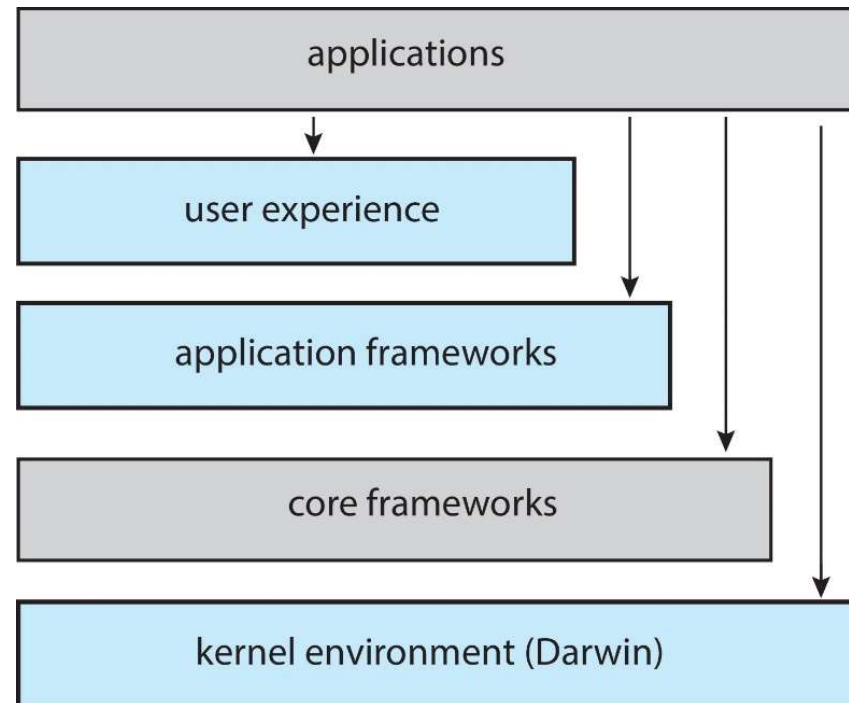 applications
user experience
application frameworks
core frameworks
kernel environment (Darwin)